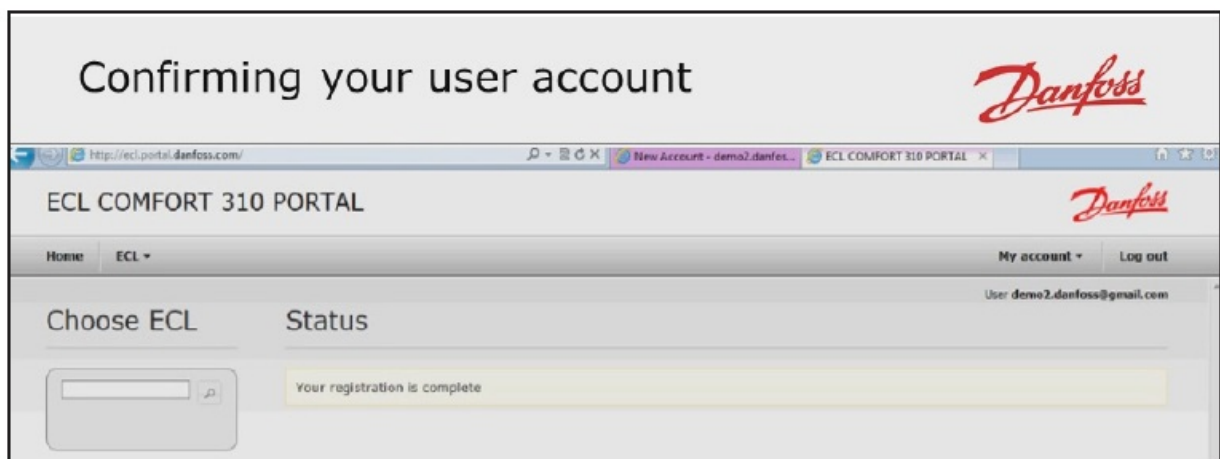 Confirming your user account
Danfoss
http://ecl.portal.danfoss.com/
New Account - demo2.danfos...
ECL COMFORT 310 PORTAL
ECL COMFORT 310 PORTAL
Danfoss
Home ECL My account Log out
User demo2.danfoss@gmail.com
Choose ECL Status
Your registration is complete